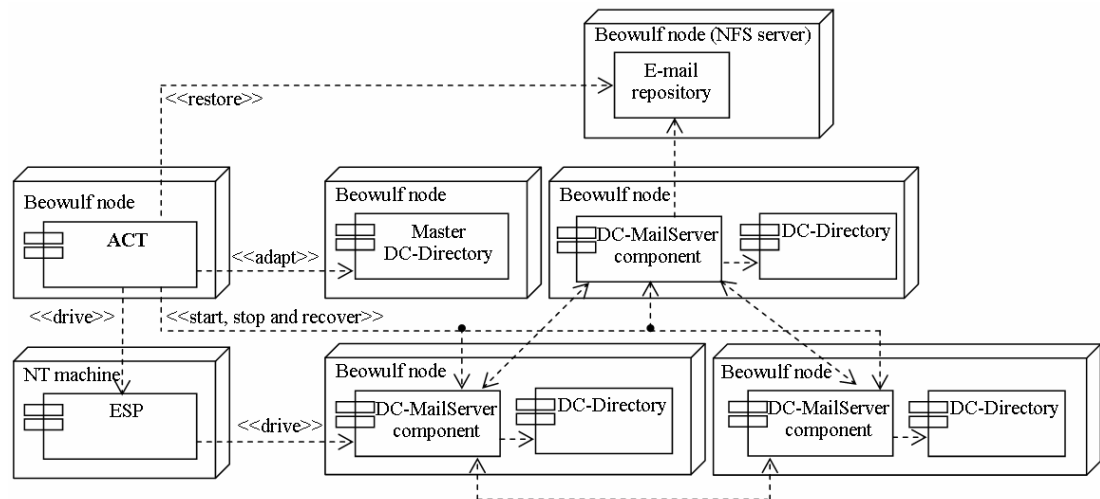 Beowulf node (NFS server)
E-mail
repository
<<restore>>
Beowulf node
ACT
Beowulf node
Master
DC-Directory
<<adapt>>
Beowulf node
DC-MailServer
component
DC-Directory
<<drive>>
<<start, stop and recover>>
NT machine
ESP
<<drive>>
Beowulf node
DC-MailServer
component
DC-Directory
Beowulf node
DC-MailServer
component
DC-Directory